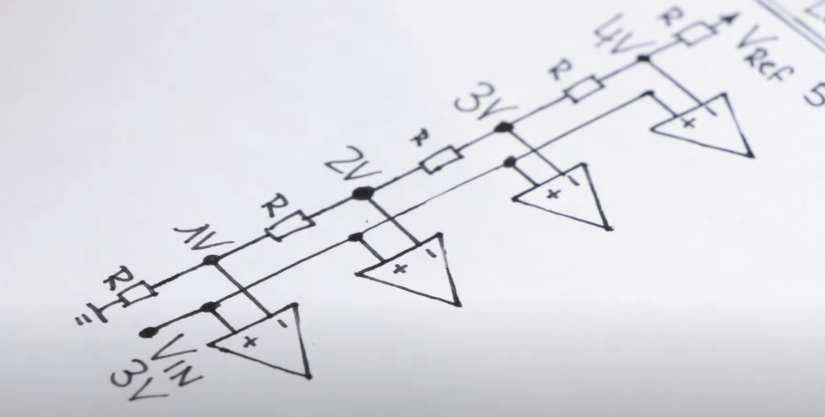 R
4V
VRef 5
R
3V
R
2V
R
1V
R
+ -
+ -
+ -
+ -
VIN
3V